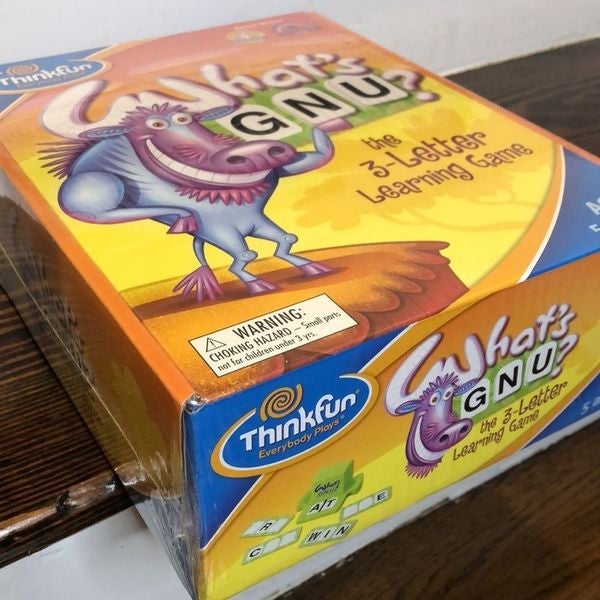 Thinkfun
What's
GNU?
the
3-Letter
Learning Game
WARNING:
CHOKING HAZARD — Small parts
not for children under 3 yrs.
What's
GNU?
the 3-Letter
Learning Game
Thinkfun
Everybody Plays
R
A/T
E
C
WIN